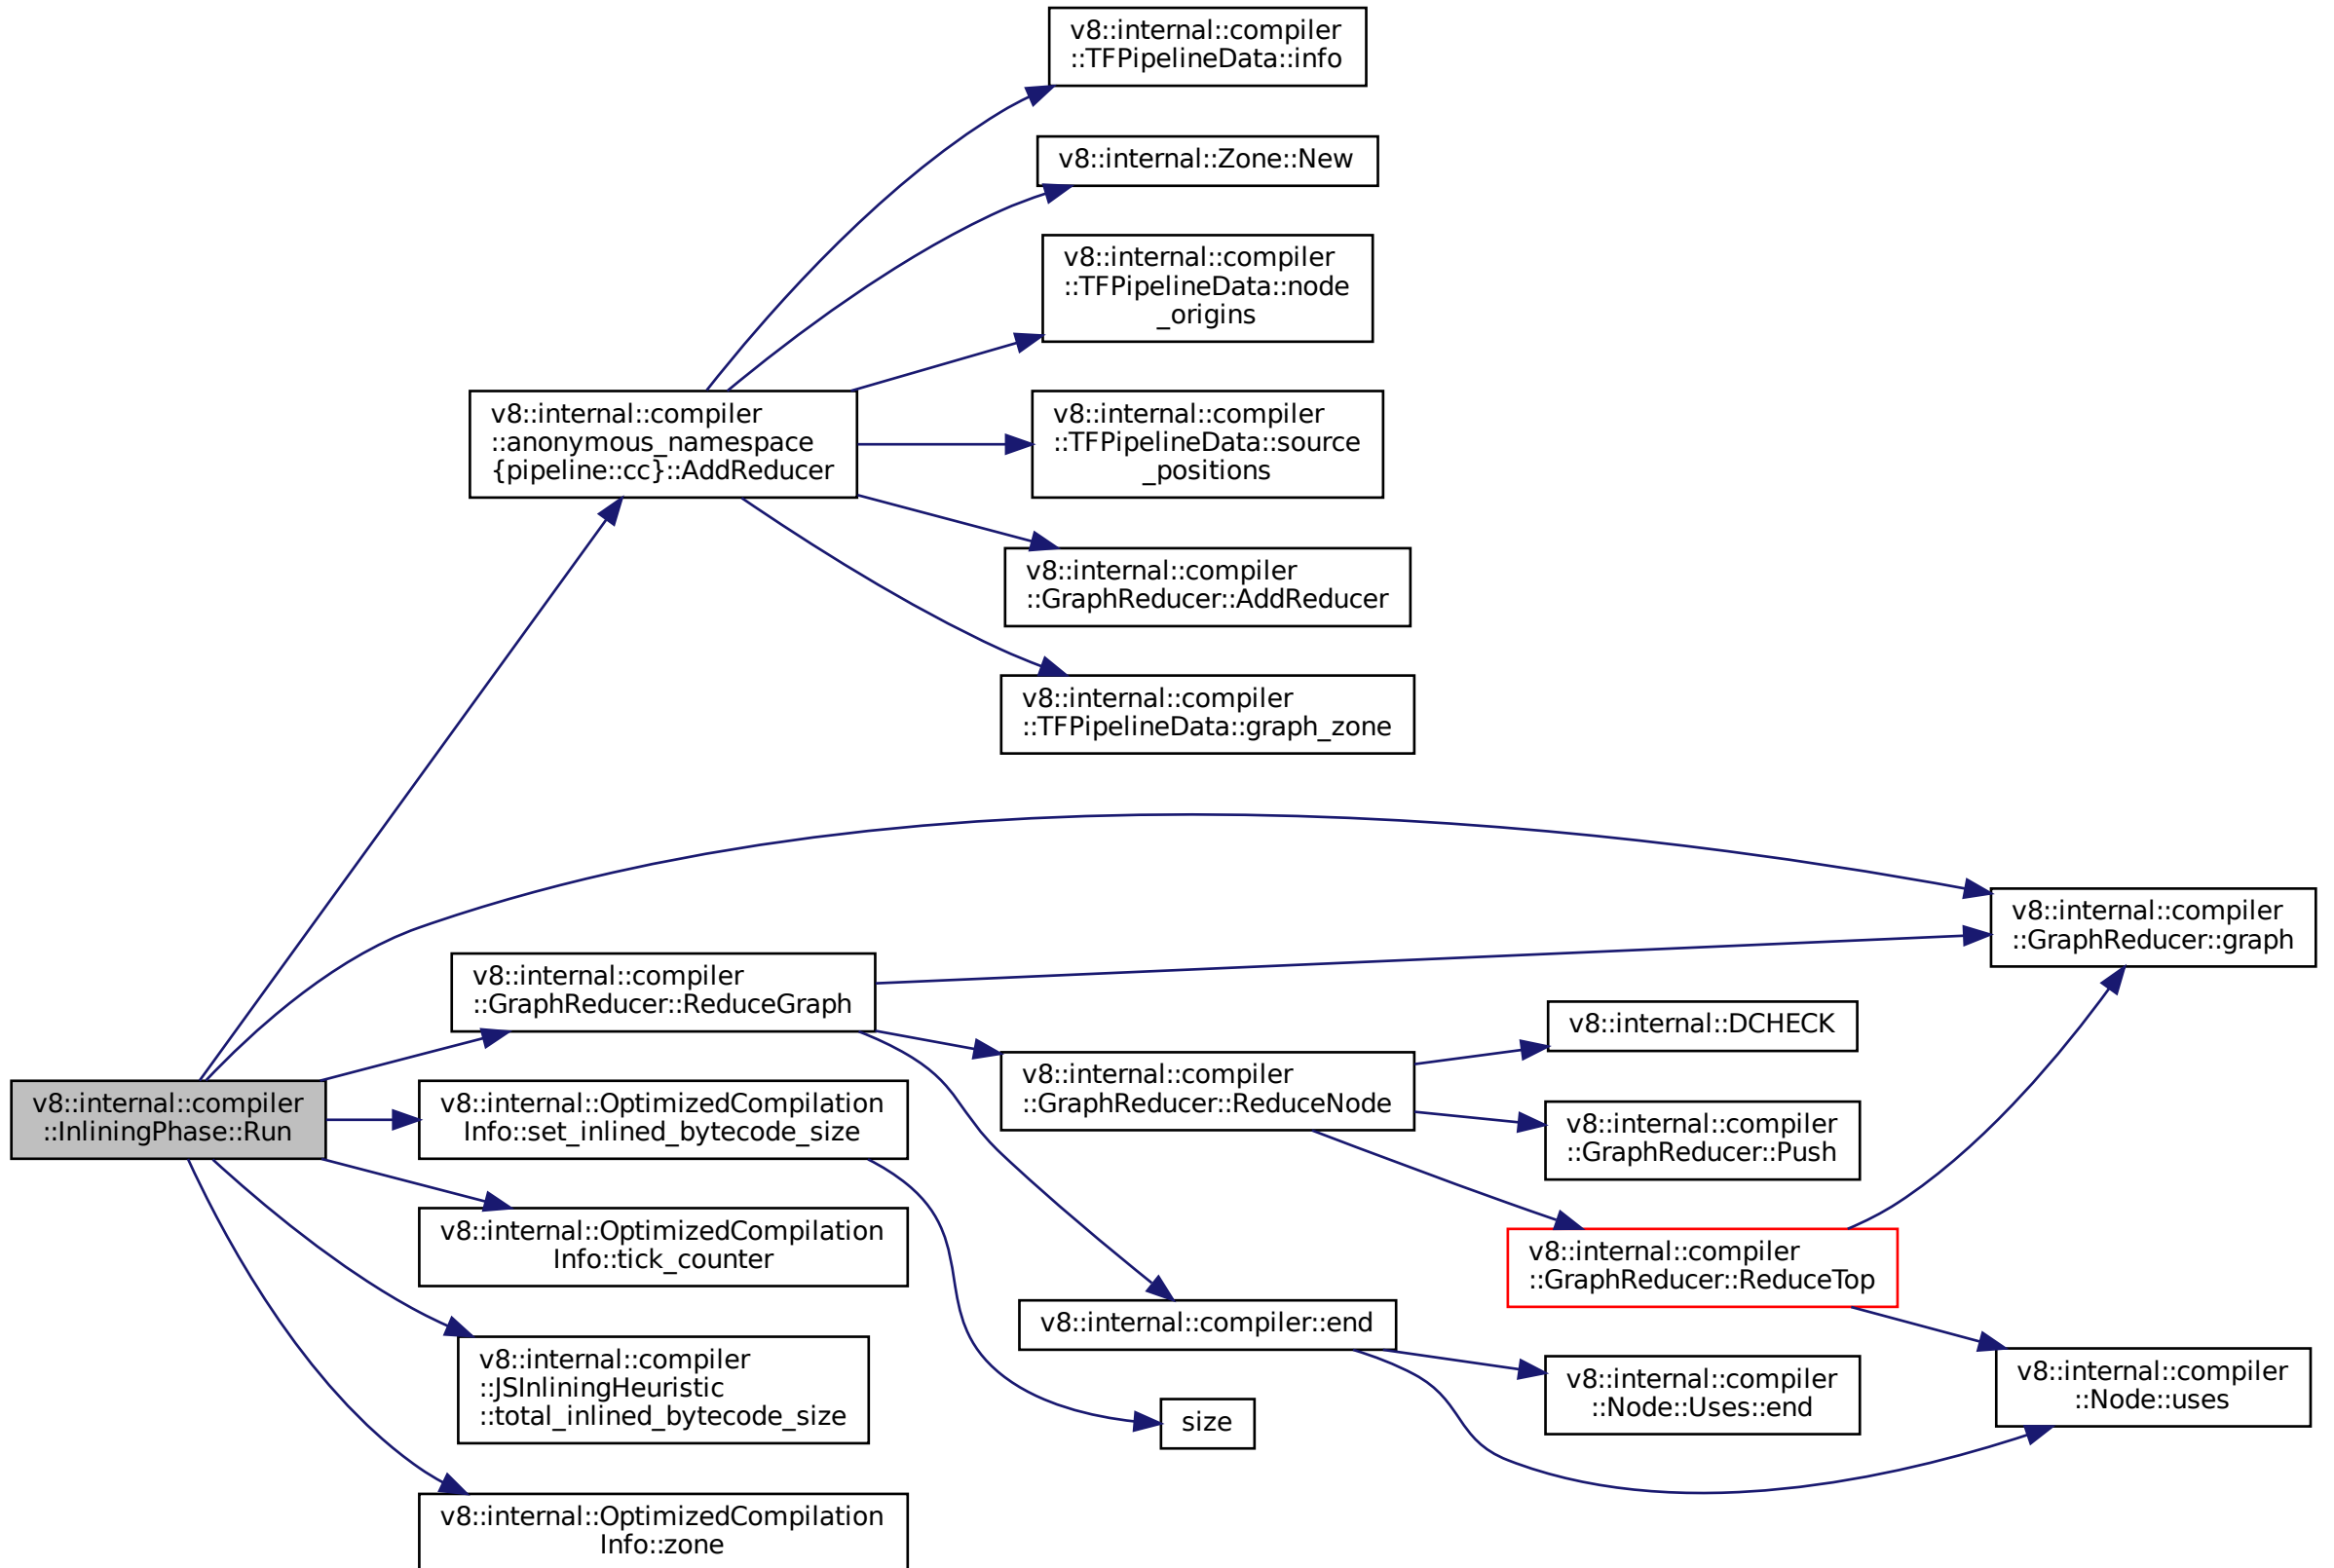 v8::internal::compiler
::TFPipelineData::info
v8::internal::Zone::New
v8::internal::compiler
::TFPipelineData::node
_origins
v8::internal::compiler
::anonymous_namespace
{pipeline::cc}::AddReducer
v8::internal::compiler
::TFPipelineData::source
_positions
v8::internal::compiler
::GraphReducer::AddReducer
v8::internal::compiler
::TFPipelineData::graph_zone
v8::internal::compiler
::GraphReducer::graph
v8::internal::compiler
::GraphReducer::ReduceGraph
v8::internal::DCHECK
v8::internal::compiler
::GraphReducer::ReduceNode
v8::internal::compiler
::InliningPhase::Run
v8::internal::OptimizedCompilation
Info::set_inlined_bytecode_size
v8::internal::compiler
::GraphReducer::Push
v8::internal::OptimizedCompilation
Info::tick_counter
v8::internal::compiler
::GraphReducer::ReduceTop
v8::internal::compiler::end
v8::internal::compiler
::JSInliningHeuristic
::total_inlined_bytecode_size
v8::internal::compiler
::Node::Uses::end
v8::internal::compiler
::Node::uses
size
v8::internal::OptimizedCompilation
Info::zone